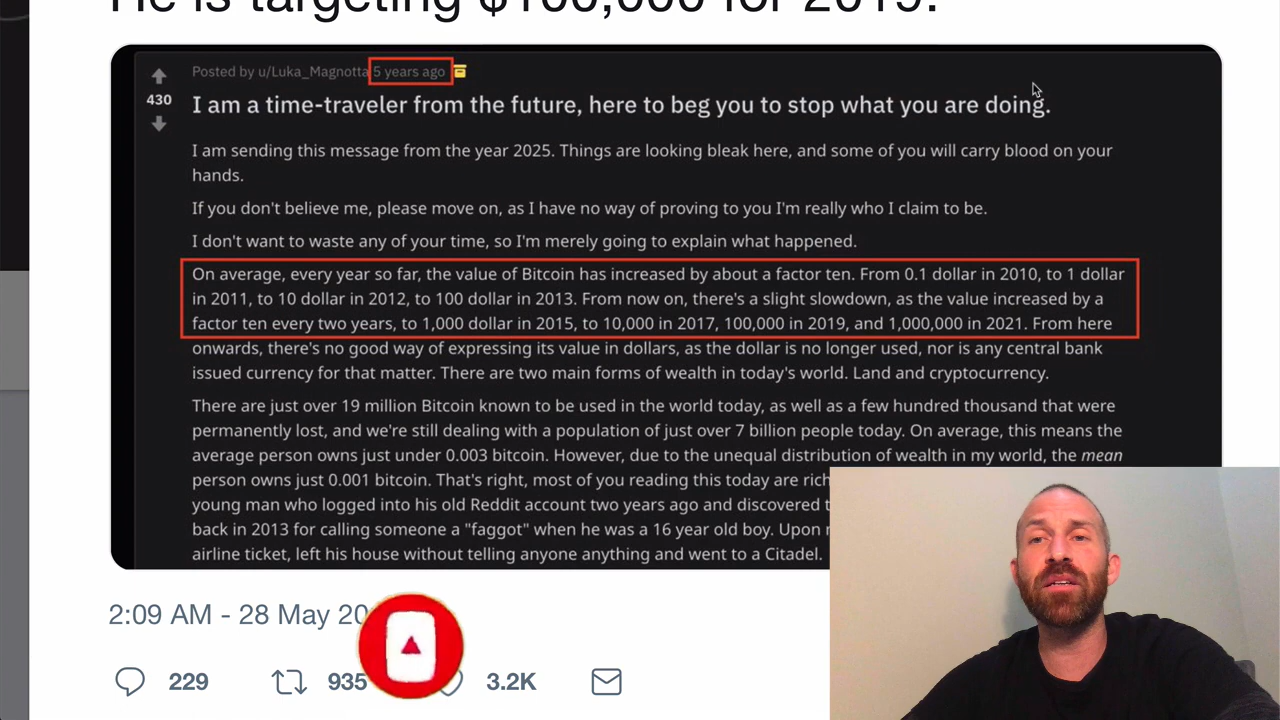 He is targeting $100,000 for 2019.
Posted by u/Luka_Magnotta 5 years ago
430
I am a time-traveler from the future, here to beg you to stop what you are doing.
I am sending this message from the year 2025. Things are looking bleak here, and some of you will carry blood on your
hands.
If you don't believe me, please move on, as I have no way of proving to you I'm really who I claim to be.
I don't want to waste any of your time, so I'm merely going to explain what happened.
On average, every year so far, the value of Bitcoin has increased by about a factor ten. From 0.1 dollar in 2010, to 1 dollar
in 2011, to 10 dollar in 2012, to 100 dollar in 2013. From now on, there's a slight slowdown, as the value increased by a
factor ten every two years, to 1,000 dollar in 2015, to 10,000 in 2017, 100,000 in 2019, and 1,000,000 in 2021. From here
onwards, there's no good way of expressing its value in dollars, as the dollar is no longer used, nor is any central bank
issued currency for that matter. There are two main forms of wealth in today's world. Land and cryptocurrency.
There are just over 19 million Bitcoin known to be used in the world today, as well as a few hundred thousand that were
permanently lost, and we're still dealing with a population of just over 7 billion people today. On average, this means the
average person owns just under 0.003 bitcoin. However, due to the unequal distribution of wealth in my world, the mean
person owns just 0.001 bitcoin. That's right, most of you reading this today are rich
young man who logged into his old Reddit account two years ago and discovered
back in 2013 for calling someone a "faggot" when he was a 16 year old boy. Upon
airline ticket, left his house without telling anyone anything and went to a Citadel.
2:09 AM - 28 May 20
229
935
3.2K